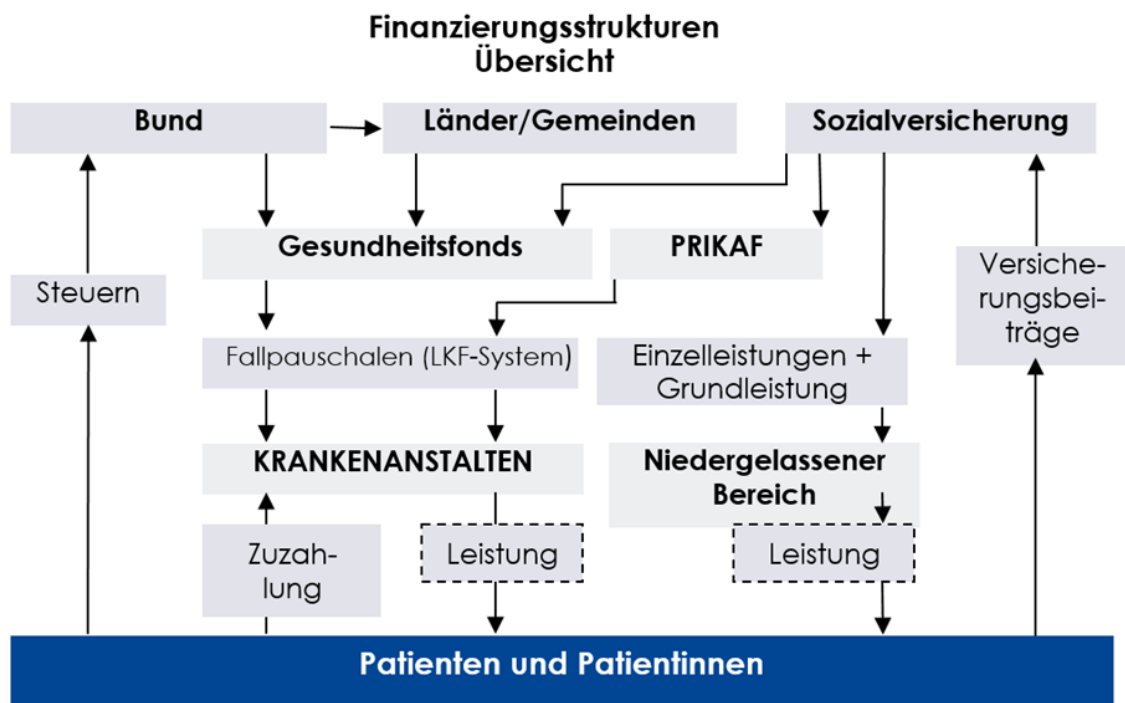 Finanzierungsstrukturen
Übersicht
Bund
Länder/Gemeinden
Sozialversicherung
Gesundheitsfonds
PRIKAF
Steuern
Versiche-
rungsbei-
träge
Fallpauschalen (LKF-System)
Einzelleistungen +
Grundleistung
KRANKENANSTALTEN
Niedergelassener
Bereich
Zuzah-
lung
Leistung
Leistung
Patienten und Patientinnen